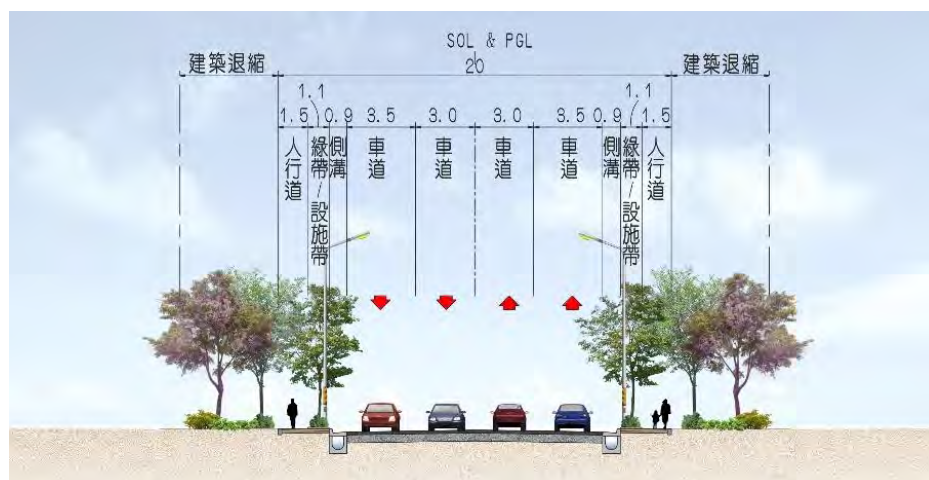 SOL & PGL
建築退縮
20
建築退縮
1.1
1.1
1.5
0.9
3.5
3.0
3.0
3.5
0.9
1.5
人行道
綠帶/設施帶
側溝
車道
車道
車道
車道
側溝
綠帶/設施帶
人行道